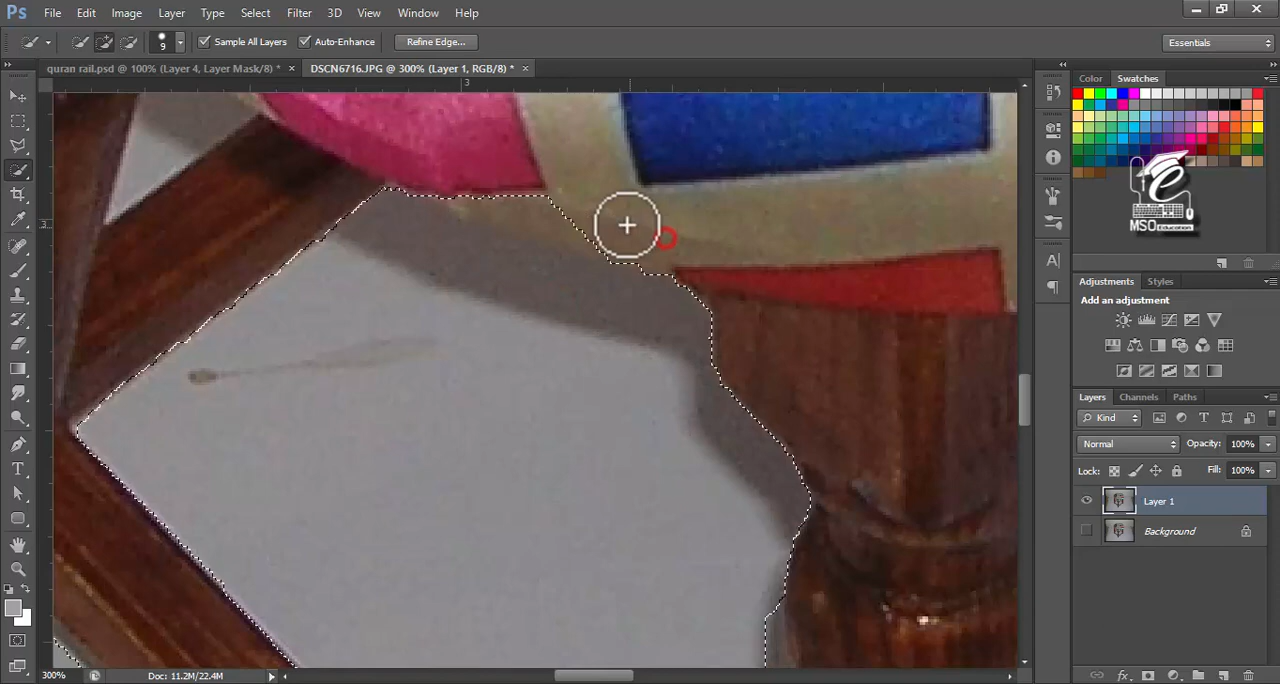 Ps File Edit Image Layer Type Select Filter 3D View Window Help
9 Sample All Layers Auto-Enhance Refine Edge... Essentials
quran rail.psd @ 100% (Layer 4, Layer Mask/8) * × DSCN6716.JPG @ 300% (Layer 1, RGB/8) * ×
3
3
Color Swatches
MSO Education
Adjustments Styles
Add an adjustment
Layers Channels Paths
Kind
Normal Opacity: 100%
Lock: Fill: 100%
Layer 1
Background
300% Doc: 11.2M/22.4M